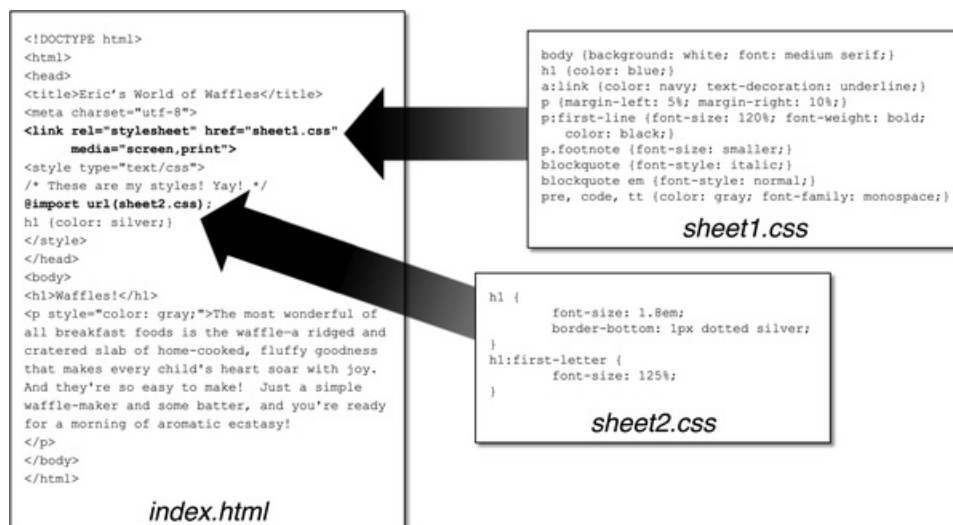 <!DOCTYPE html>
<html>
<head>
<title>Eric's World of Waffles</title>
<meta charset="utf-8">
<link rel="stylesheet" href="sheet1.css"
media="screen,print">
<style type="text/css">
/* These are my styles! Yay! */
@import url(sheet2.css);
h1 {color: silver;}
</style>
</head>
<body>
<h1>Waffles!</h1>
<p style="color: gray;">The most wonderful of
all breakfast foods is the waffle—a ridged and
cratered slab of home-cooked, fluffy goodness
that makes every child's heart soar with joy.
And they're so easy to make! Just a simple
waffle-maker and some batter, and you're ready
for a morning of aromatic ecstasy!
</p>
</body>
</html>
index.html
body {background: white; font: medium serif;}
h1 {color: blue;}
a:link {color: navy; text-decoration: underline;}
p {margin-left: 5%; margin-right: 10%;}
p:first-line {font-size: 120%; font-weight: bold;
color: black;}
p.footnote {font-size: smaller;}
blockquote {font-style: italic;}
blockquote em {font-style: normal;}
pre, code, tt {color: gray; font-family: monospace;}
sheet1.css
h1 {
font-size: 1.8em;
border-bottom: 1px dotted silver;
}
h1:first-letter {
font-size: 125%;
}
sheet2.css